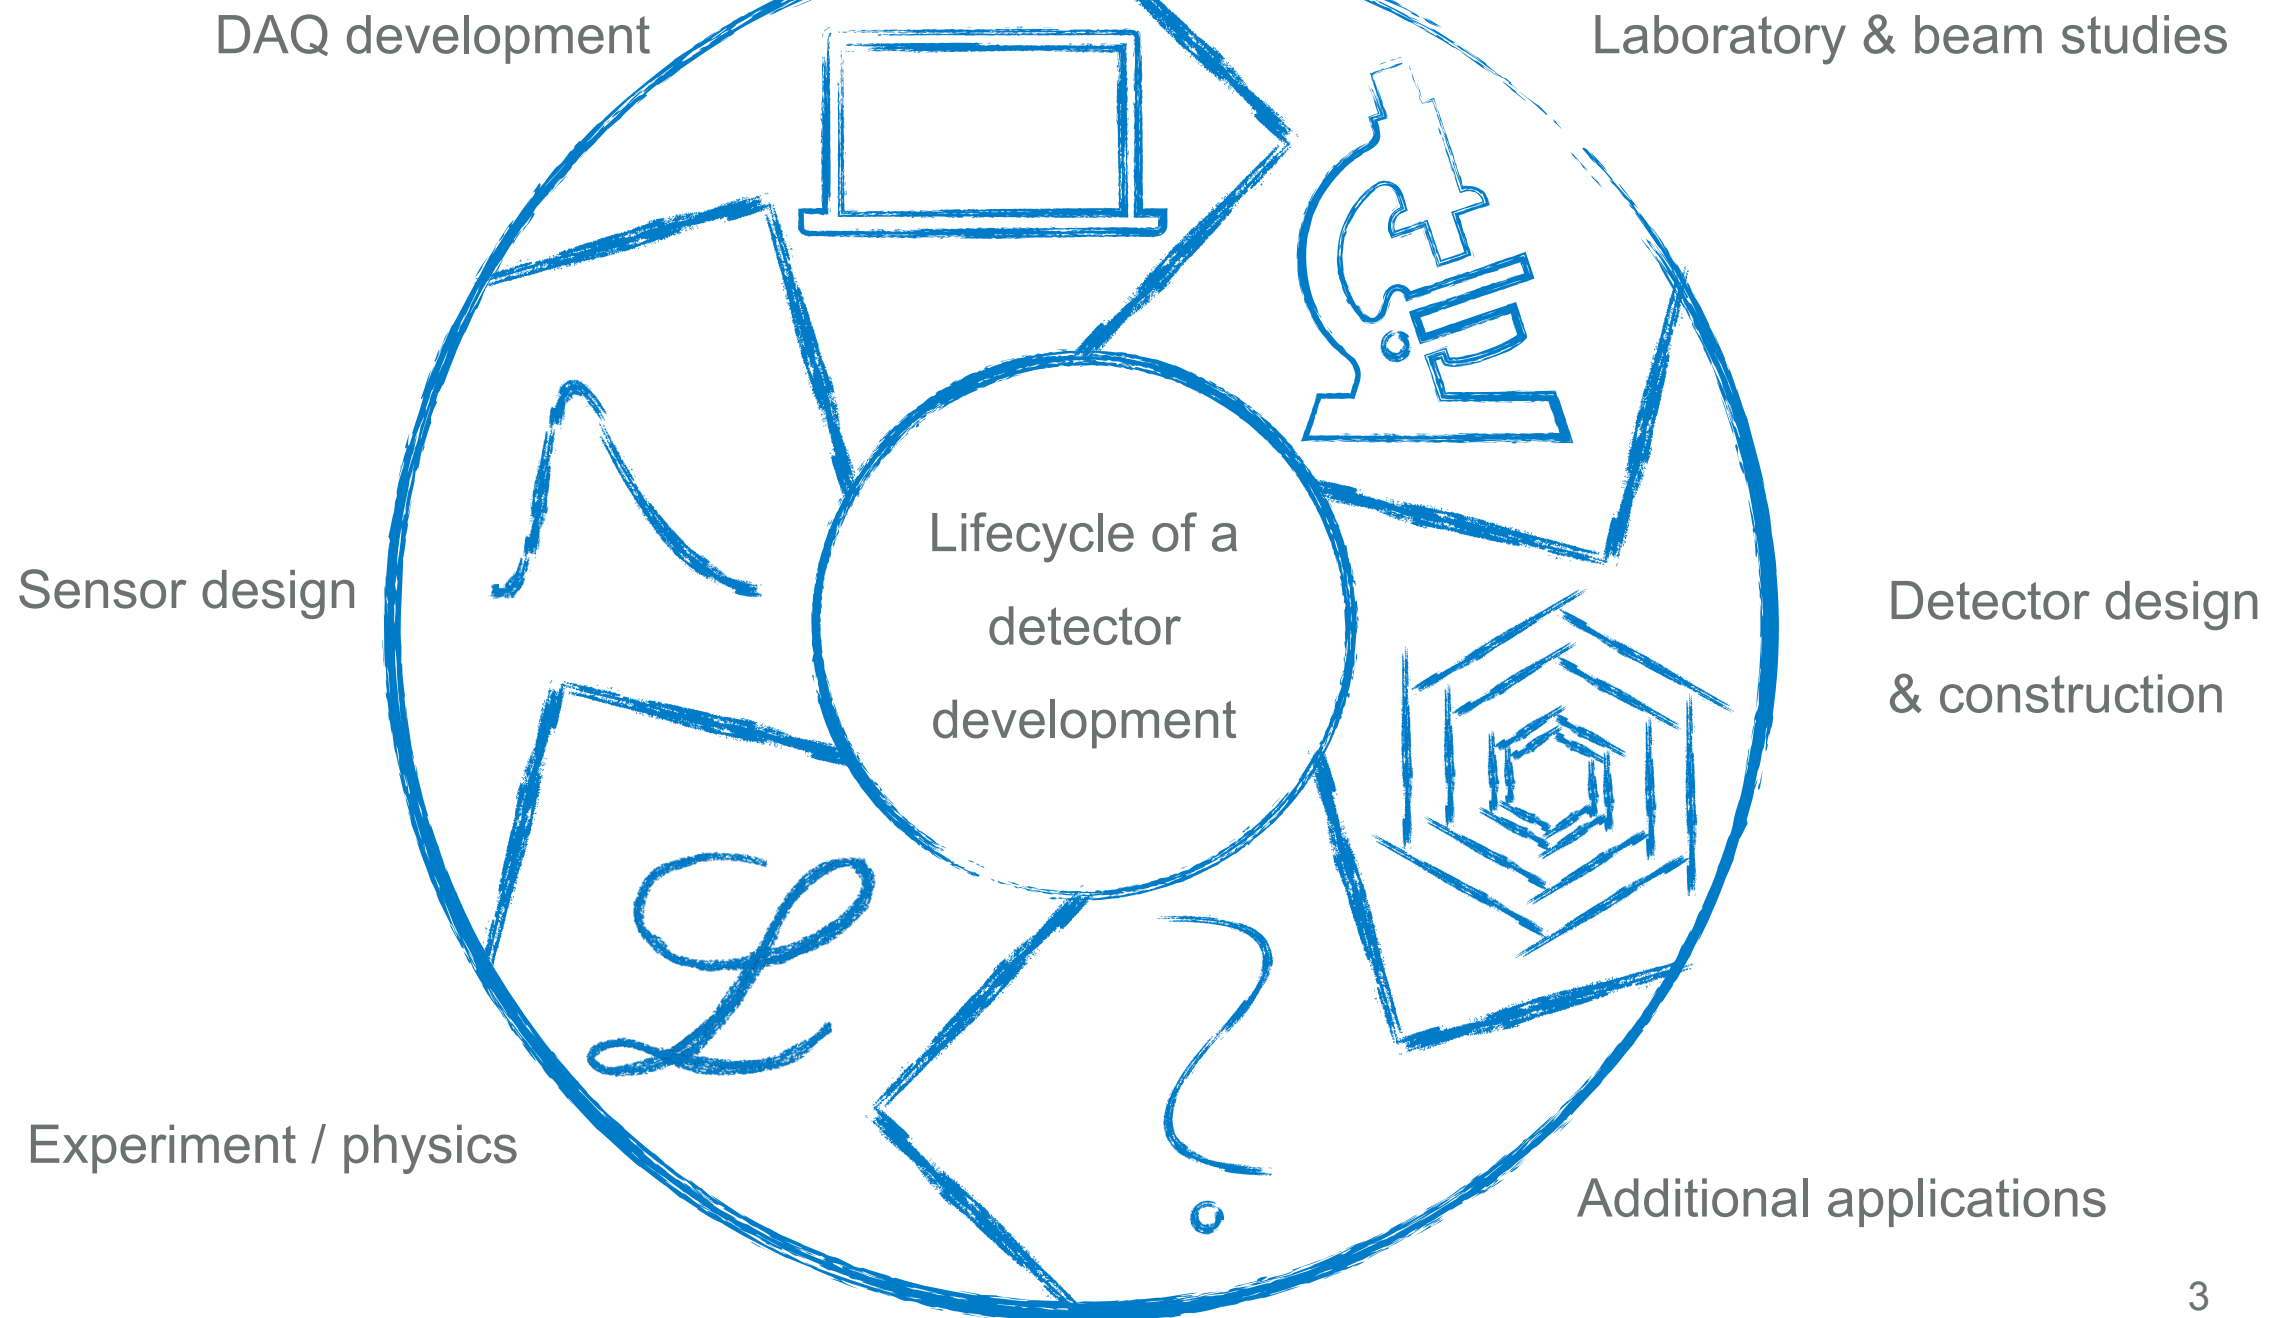 DAQ development
Laboratory & beam studies
Lifecycle of a
detector
development
Sensor design
Detector design
& construction
ℒ
Experiment / physics
Additional applications
3